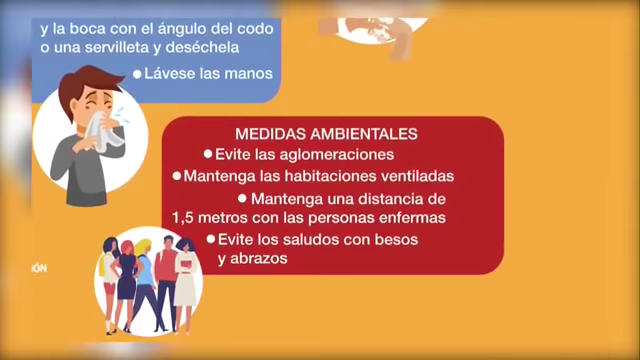 y la boca con el ángulo del codo
o una servilleta y deséchela
● Lávese las manos
MEDIDAS AMBIENTALES
● Evite las aglomeraciones
● Mantenga las habitaciones ventiladas
● Mantenga una distancia de
1,5 metros con las personas enfermas
● Evite los saludos con besos
y abrazos